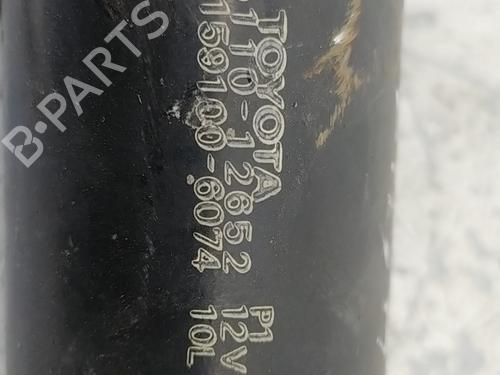 TOYOTA
110-12652 P1
159100-6074 12V
10L
B-PARTS